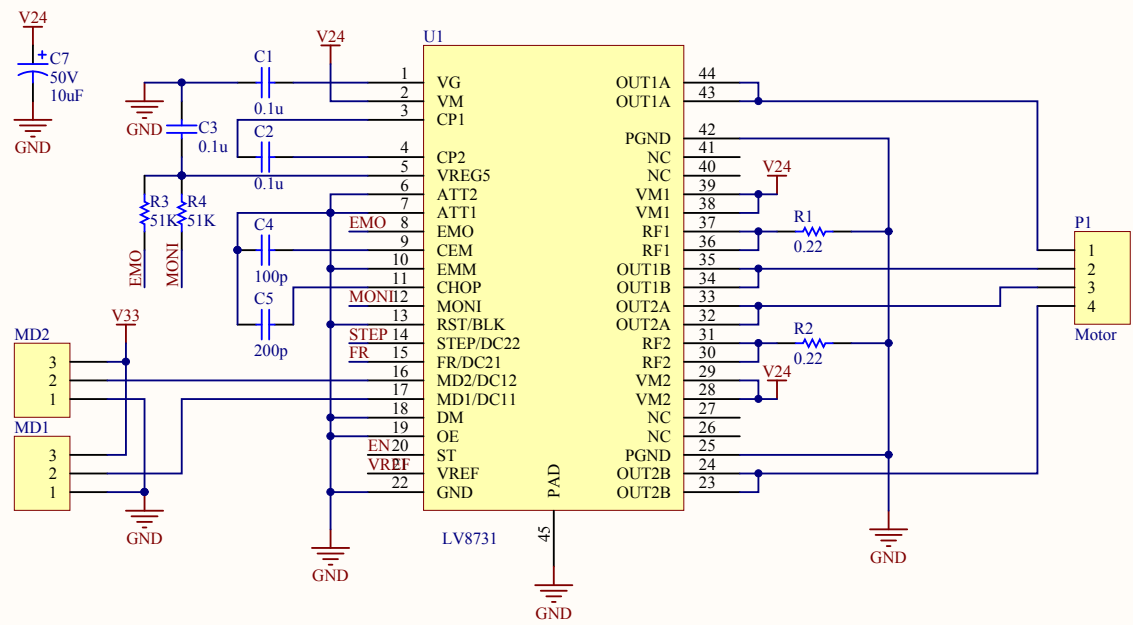 V24
C7
50V
10uF
GND
C1
0.1u
GND
C3
0.1u
C2
0.1u
R3
51K
R4
51K
EMO
MONI
V24
C4
100p
C5
200p
V33
MD2
3
2
1
MD1
3
2
1
GND
U1
1 VG
2 VM
3 CP1
4 CP2
5 VREG5
6 ATT2
7 ATT1
EMO 8 EMO
9 CEM
10 EMM
11 CHOP
MONI 12 MONI
13 RST/BLK
STEP 14 STEP/DC22
FR 15 FR/DC21
16 MD2/DC12
17 MD1/DC11
18 DM
19 OE
EN 20 ST
VREF 21 VREF
22 GND
GND
LV8731
PAD
45
GND
OUT1A 44
OUT1A 43
PGND 42
NC 41
NC 40
VM1 39
VM1 38
RF1 37
RF1 36
OUT1B 35
OUT1B 34
OUT2A 33
OUT2A 32
RF2 31
RF2 30
VM2 29
VM2 28
NC 27
NC 26
PGND 25
OUT2B 24
OUT2B 23
V24
R1
0.22
R2
0.22
V24
GND
P1
1
2
3
4
Motor